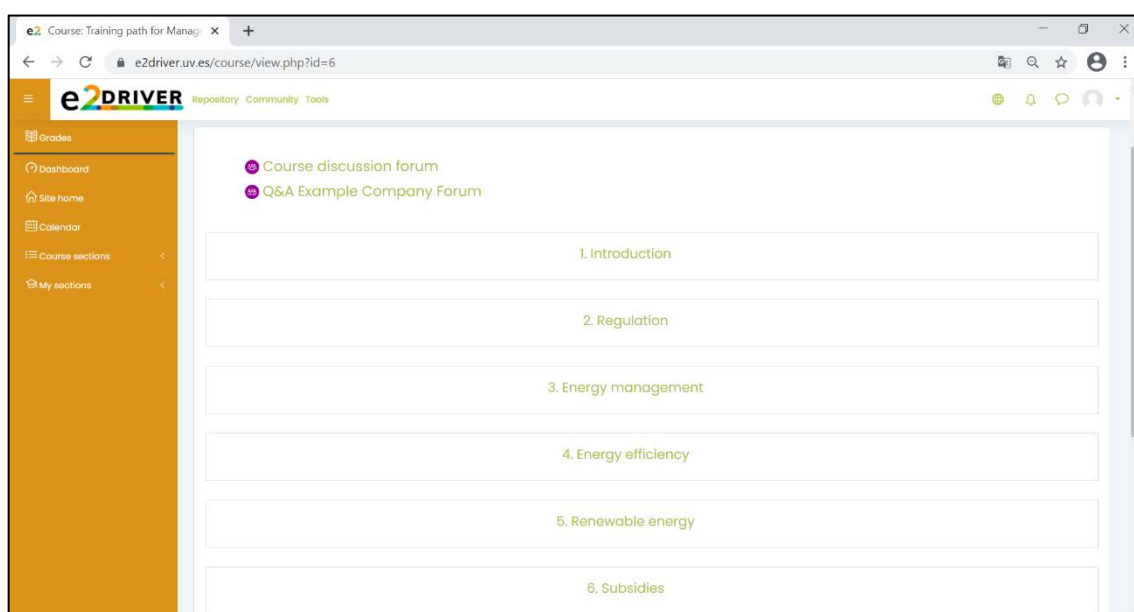 e2 Course: Training path for Manag
e2driver.uv.es/course/view.php?id=6
e2DRIVER Repository Community Tools
Grades
Dashboard
Site home
Calendar
Course sections
My sections
Course discussion forum
Q&A Example Company Forum
1. Introduction
2. Regulation
3. Energy management
4. Energy efficiency
5. Renewable energy
6. Subsidies